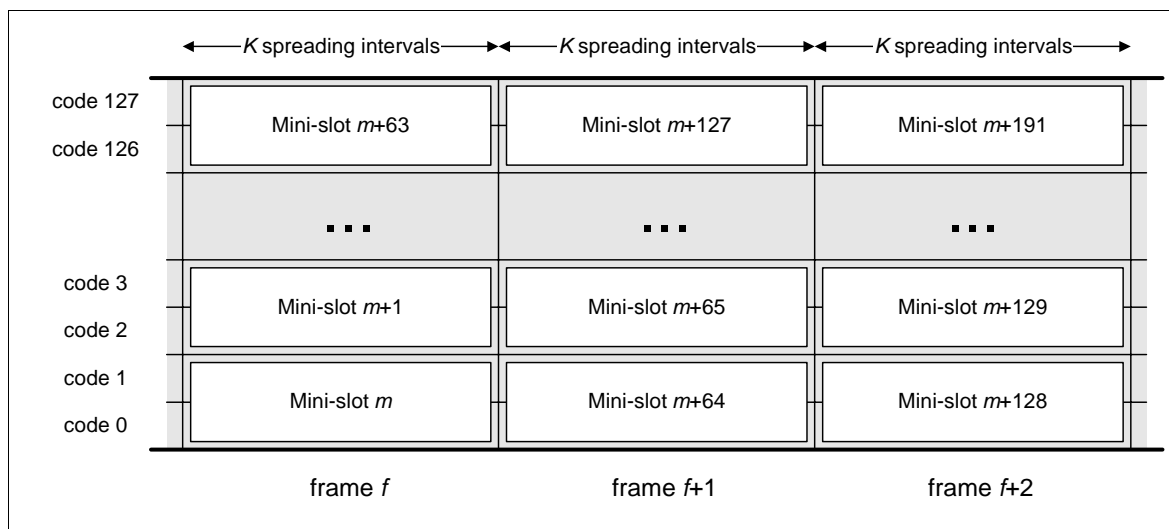 K spreading intervals K spreading intervals K spreading intervals
code 127
Mini-slot m+63 Mini-slot m+127 Mini-slot m+191
code 126
...  ...  ...
code 3
Mini-slot m+1 Mini-slot m+65 Mini-slot m+129
code 2
code 1
Mini-slot m Mini-slot m+64 Mini-slot m+128
code 0
frame f frame f+1 frame f+2